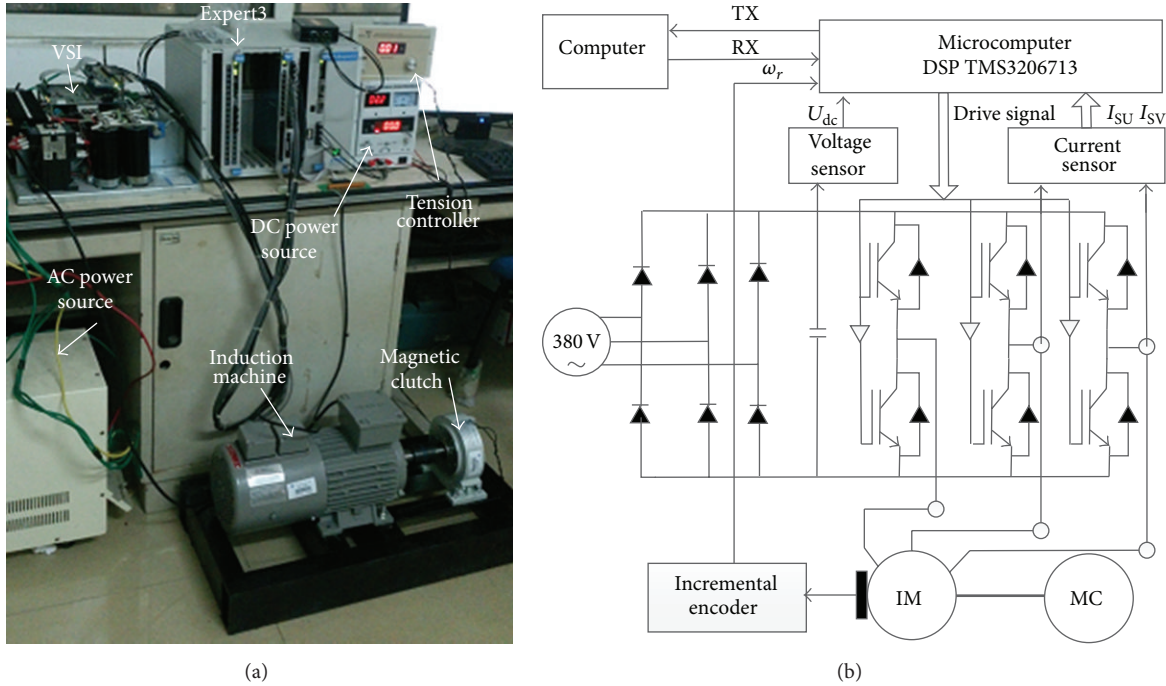 Expert3
VSI
Tension
controller
DC power
source
AC power
source
Induction
machine
Magnetic
clutch
(a)
Computer
TX
RX
ω_r
Microcomputer
DSP TMS3206713
U_dc
Drive signal
I_SU I_SV
Voltage
sensor
Current
sensor
380 V
~
Incremental
encoder
IM
MC
(b)